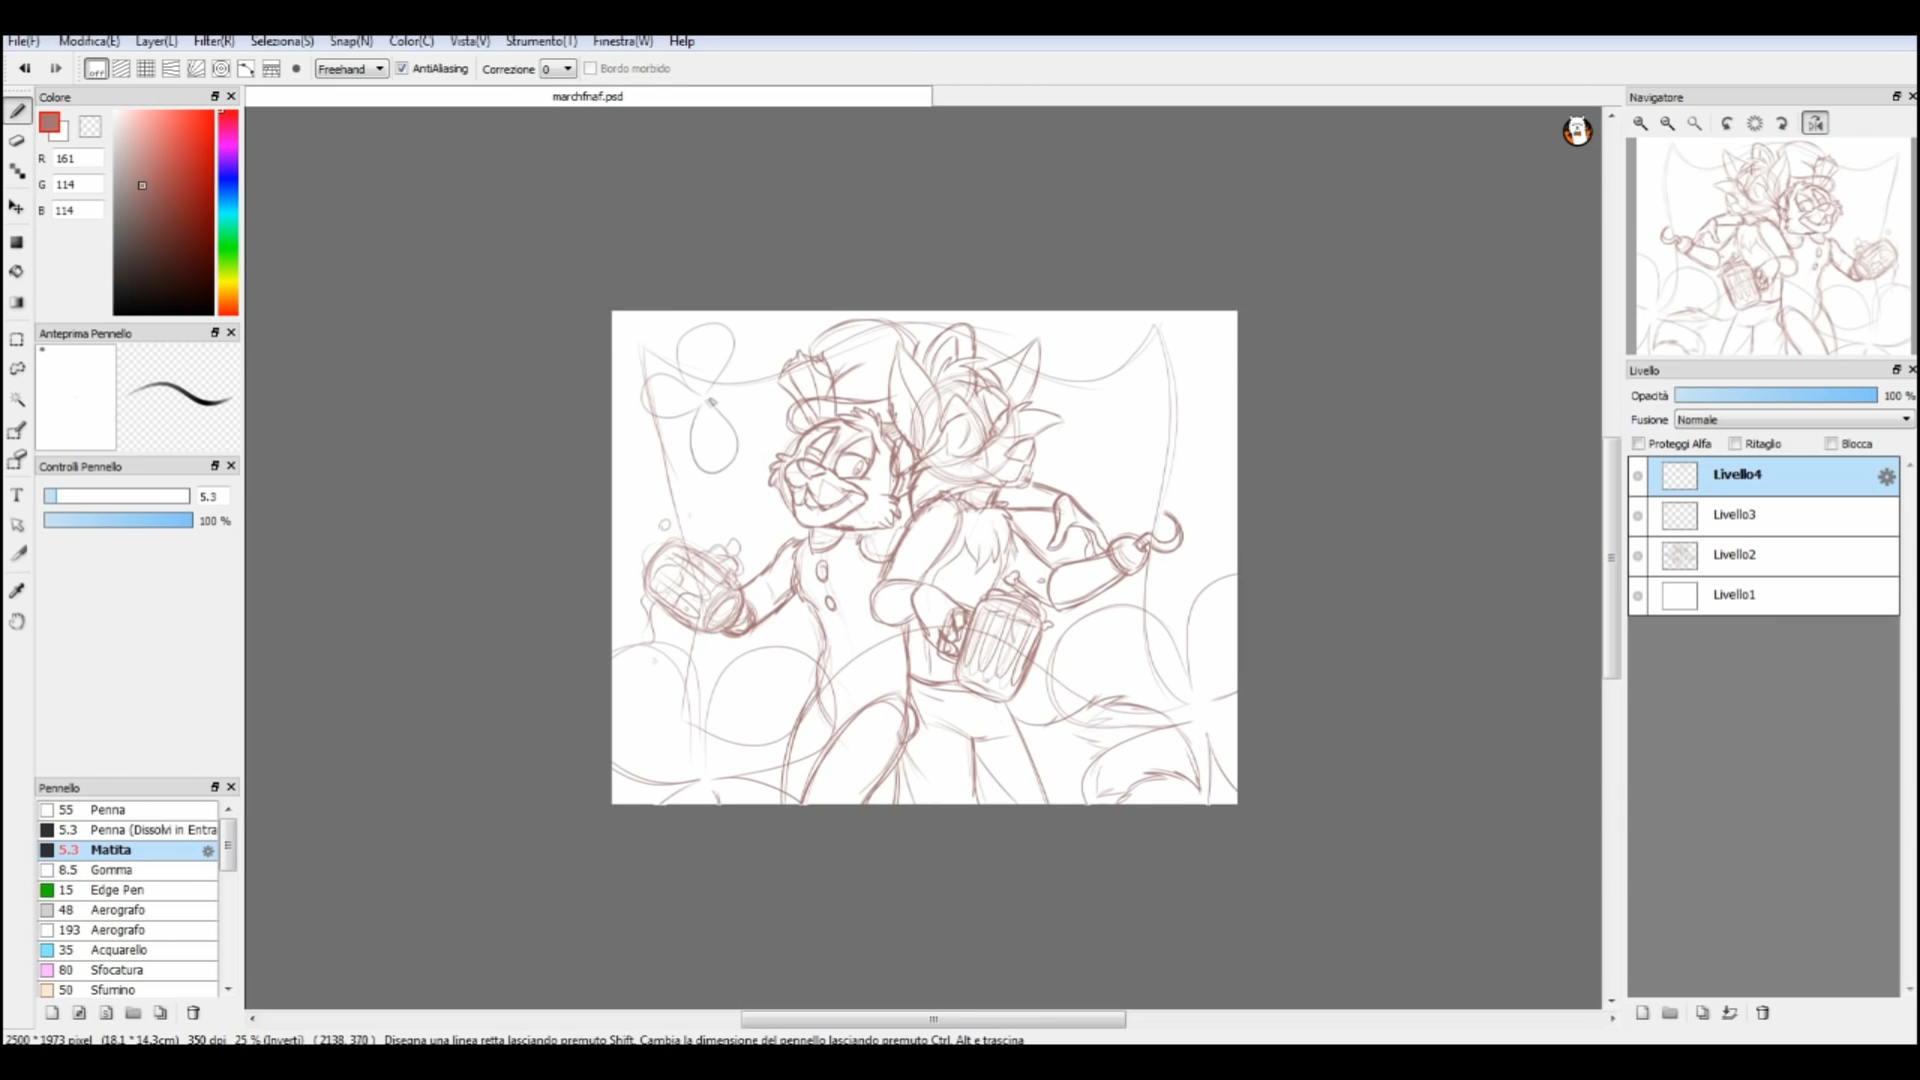 File(F) Modifica(E) Layer(L) Filter(R) Seleziona(S) Snap(N) Color(C) Vista(V) Strumento(T) Finestra(W) Help
off Freehand AntiAliasing Correzione 0 Bordo morbido
Colore
marchfnaf.psd
Navigatore
R 161
G 114
B 114
Anteprima Pennello
Controlli Pennello
5.3
100 %
Pennello
55 Penna
5.3 Penna (Dissolvi in Entra
5.3 Matita
8.5 Gomma
15 Edge Pen
48 Aerografo
193 Aerografo
35 Acquarello
80 Sfocatura
50 Sfumino
Livello
Opacità 100 %
Fusione Normale
Proteggi Alfa Ritaglio Blocca
Livello4
Livello3
Livello2
Livello1
2500 * 1973 pixel (18.1 * 14.3cm) 350 dpi 25 % (Inverti) ( 2138, 370 ) Disegna una linea retta lasciando premuto Shift, Cambia la dimensione del pennello lasciando premuto Ctrl, Alt e trascina